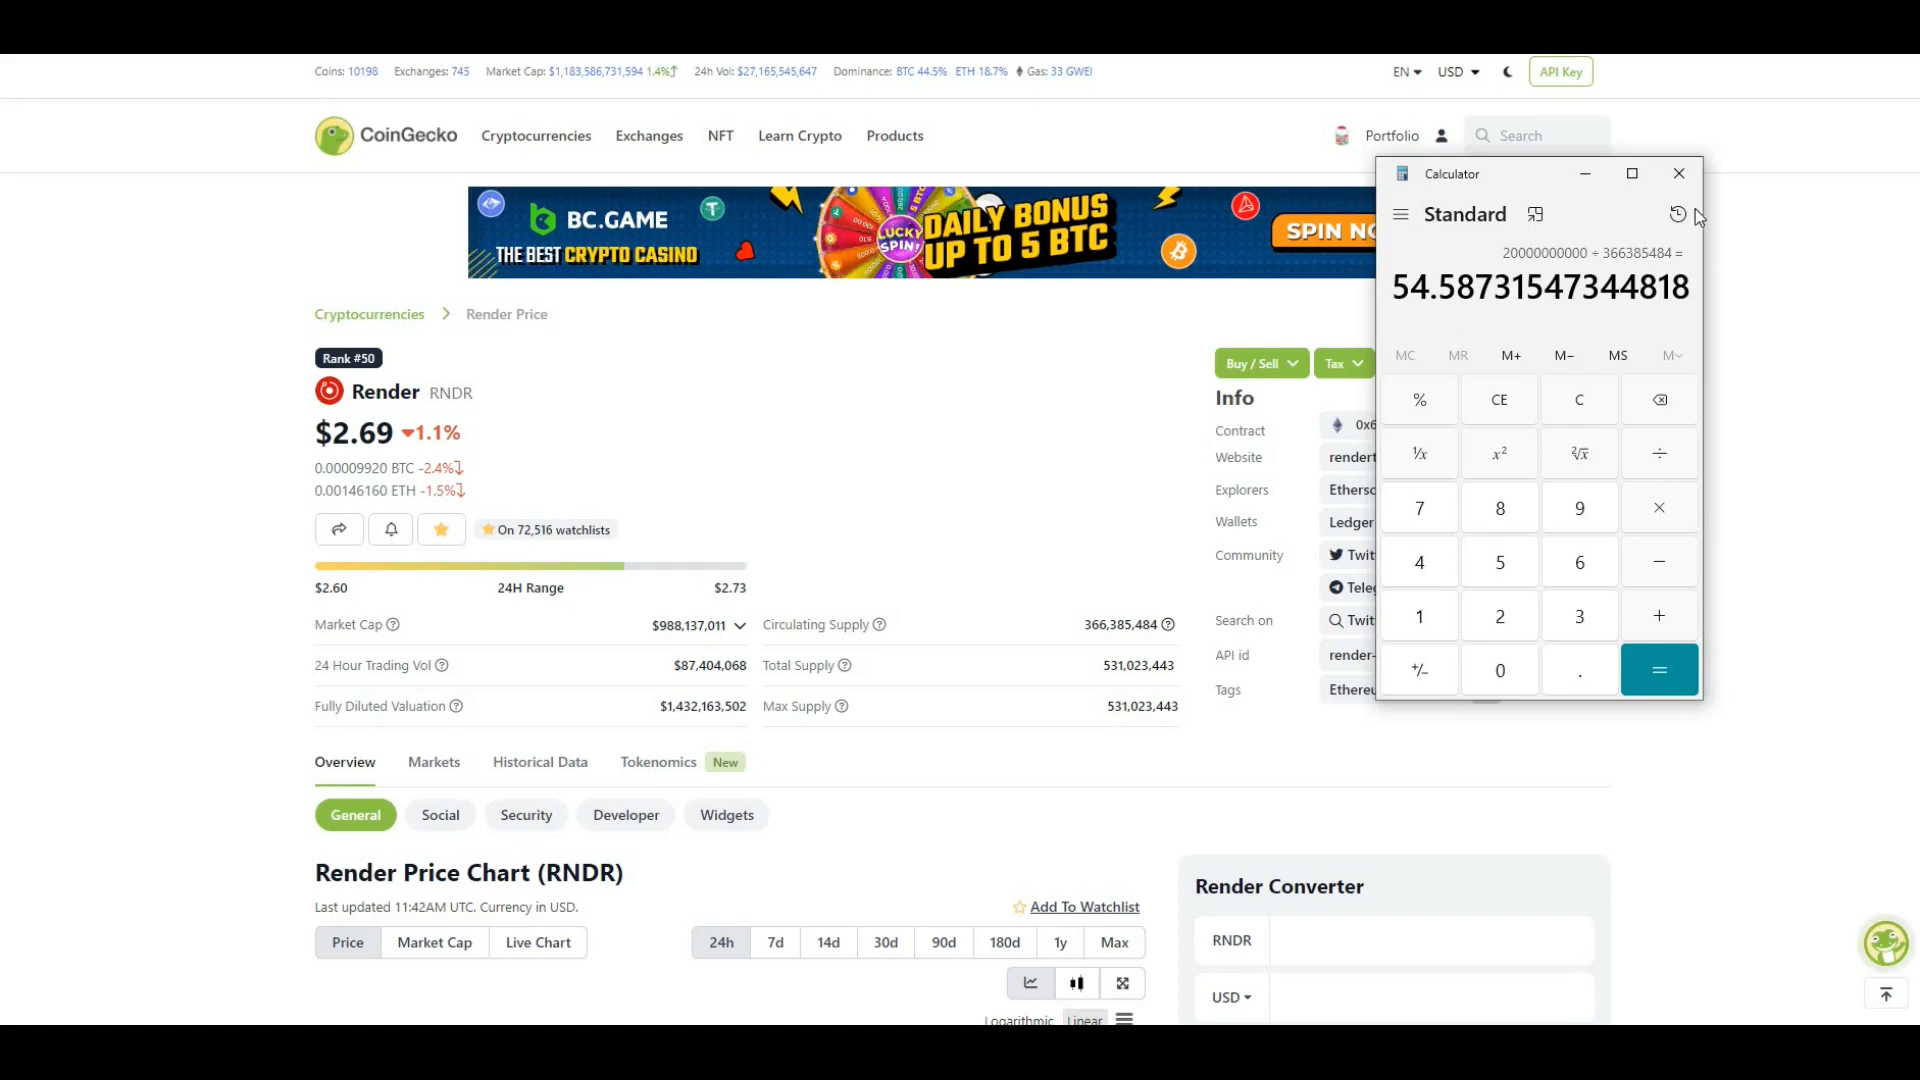 Coins: 10198 Exchanges: 745 Market Cap: $1,183,586,731,594 1.4% 24h Vol: $27,165,545,647 Dominance: BTC 44.5% ETH 18.7% Gas: 33 GWEI
EN USD API Key
CoinGecko Cryptocurrencies Exchanges NFT Learn Crypto Products Portfolio Search
BC.GAME
THE BEST CRYPTO CASINO
LUCKY SPIN!
DAILY BONUS
UP TO 5 BTC
SPIN NO
Calculator
Standard
20000000000 ÷ 366385484 =
54.58731547344818
MC MR M+ M− MS M
% CE C
¹/x x² ²√x ÷
7 8 9 ×
4 5 6 −
1 2 3 +
+/− 0 . =
Cryptocurrencies > Render Price
Rank #50
Render RNDR
$2.69 1.1%
0.00009920 BTC -2.4%
0.00146160 ETH -1.5%
On 72,516 watchlists
$2.60 24H Range $2.73
Market Cap $988,137,011
24 Hour Trading Vol $87,404,068
Fully Diluted Valuation $1,432,163,502
Circulating Supply 366,385,484
Total Supply 531,023,443
Max Supply 531,023,443
Buy / Sell Tax
Info
Contract 0x6
Website rendert
Explorers Ethersc
Wallets Ledger
Community Twit
Teleg
Search on Twit
API id render-
Tags Ethereu
Overview Markets Historical Data Tokenomics New
General Social Security Developer Widgets
Render Price Chart (RNDR)
Last updated 11:42AM UTC. Currency in USD.
Add To Watchlist
Price Market Cap Live Chart
24h 7d 14d 30d 90d 180d 1y Max
Logarithmic Linear
Render Converter
RNDR
USD